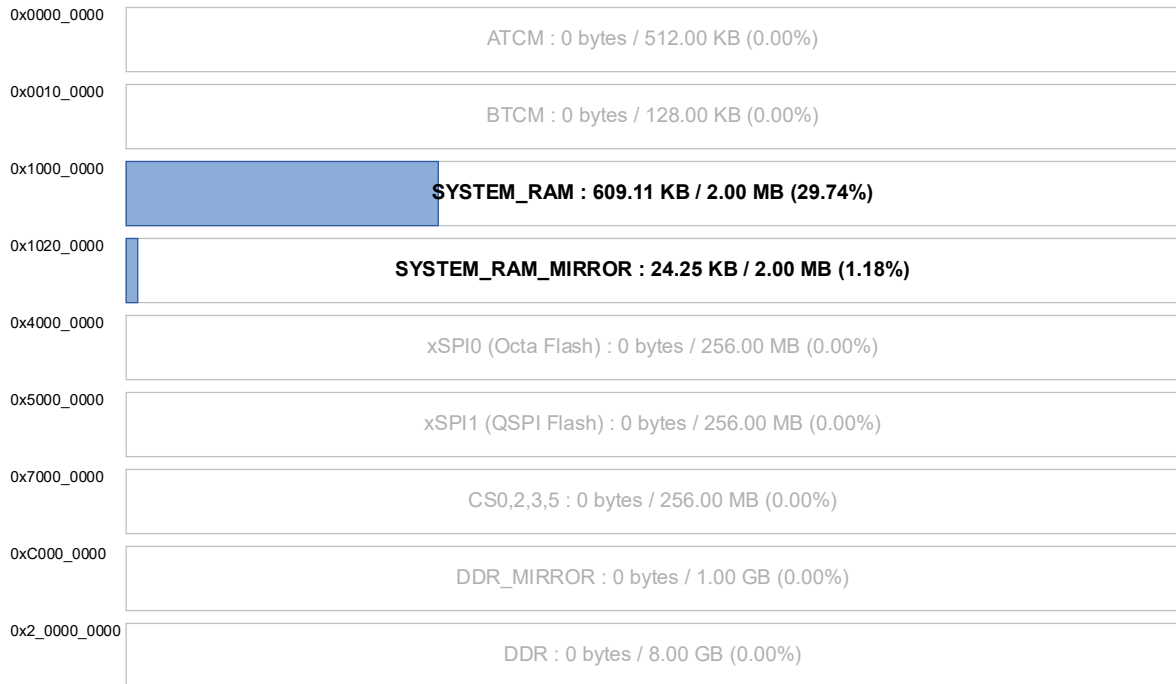 0x0000_0000
ATCM : 0 bytes / 512.00 KB (0.00%)
0x0010_0000
BTCM : 0 bytes / 128.00 KB (0.00%)
0x1000_0000
SYSTEM_RAM : 609.11 KB / 2.00 MB (29.74%)
0x1020_0000
SYSTEM_RAM_MIRROR : 24.25 KB / 2.00 MB (1.18%)
0x4000_0000
xSPI0 (Octa Flash) : 0 bytes / 256.00 MB (0.00%)
0x5000_0000
xSPI1 (QSPI Flash) : 0 bytes / 256.00 MB (0.00%)
0x7000_0000
CS0,2,3,5 : 0 bytes / 256.00 MB (0.00%)
0xC000_0000
DDR_MIRROR : 0 bytes / 1.00 GB (0.00%)
0x2_0000_0000
DDR : 0 bytes / 8.00 GB (0.00%)